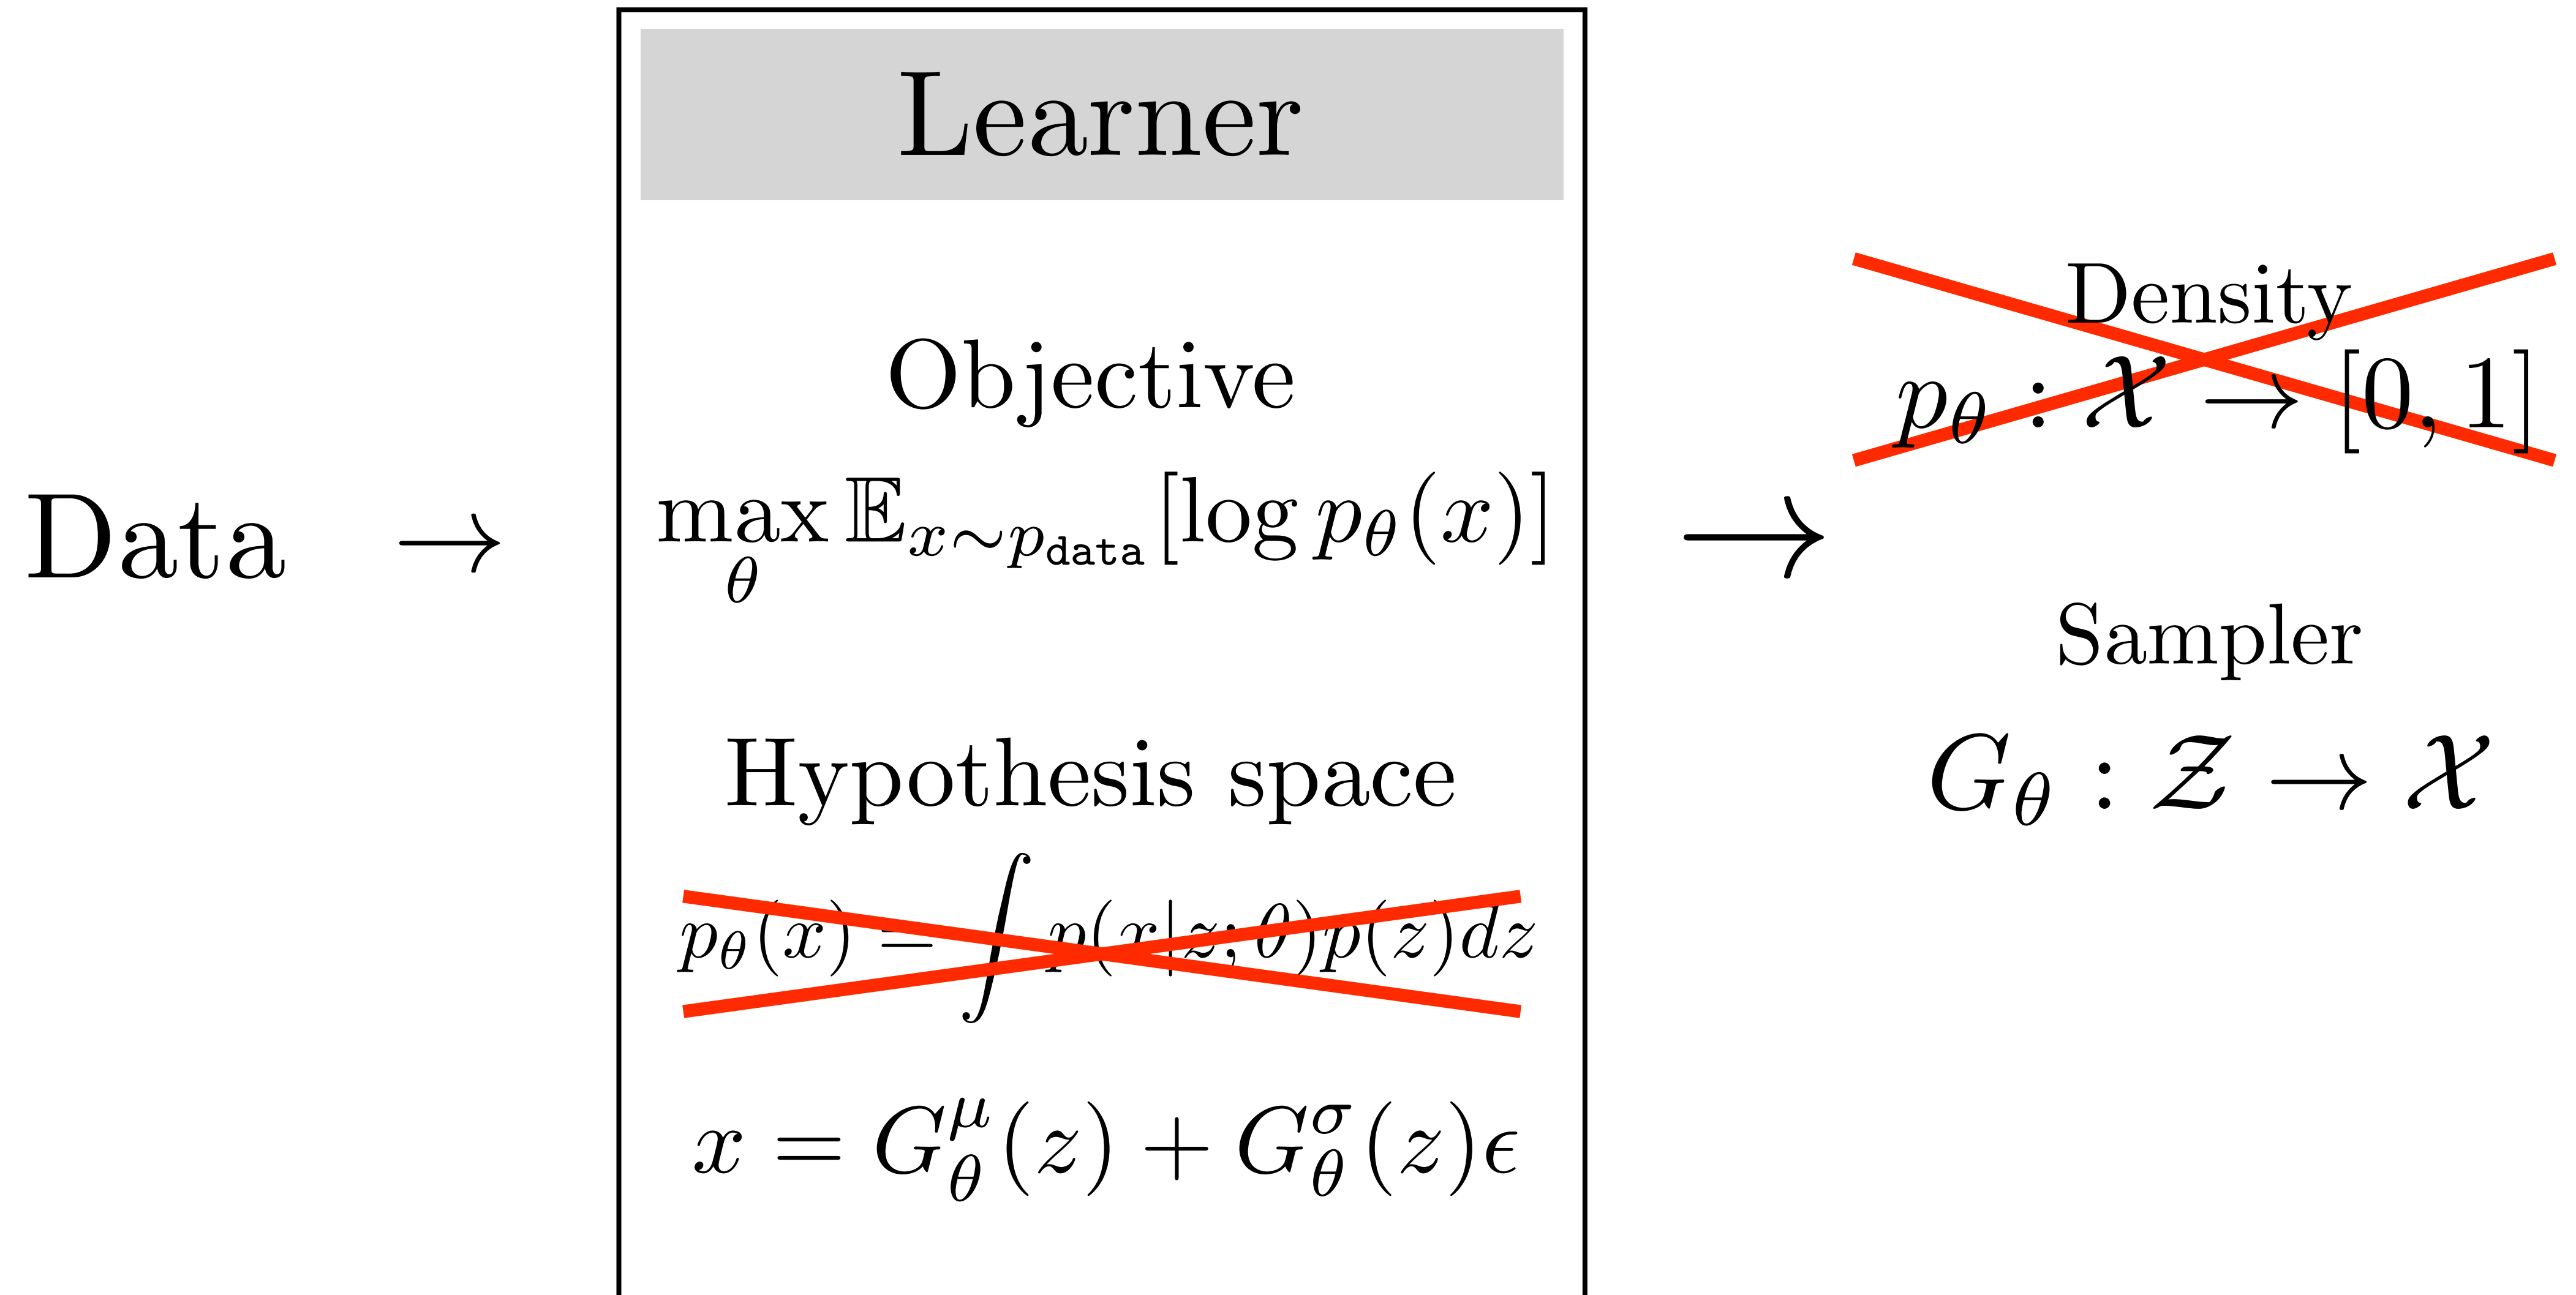 Learner
Objective
max_θ 𝔼_{x∼p_data}[log p_θ(x)]
Data →
Hypothesis space
p_θ(x) = ∫ p(x|z; θ)p(z)dz
x = G_θ^μ(z) + G_θ^σ(z)ϵ
→
Density
p_θ : 𝒳 → [0, 1]
Sampler
G_θ : 𝒵 → 𝒳